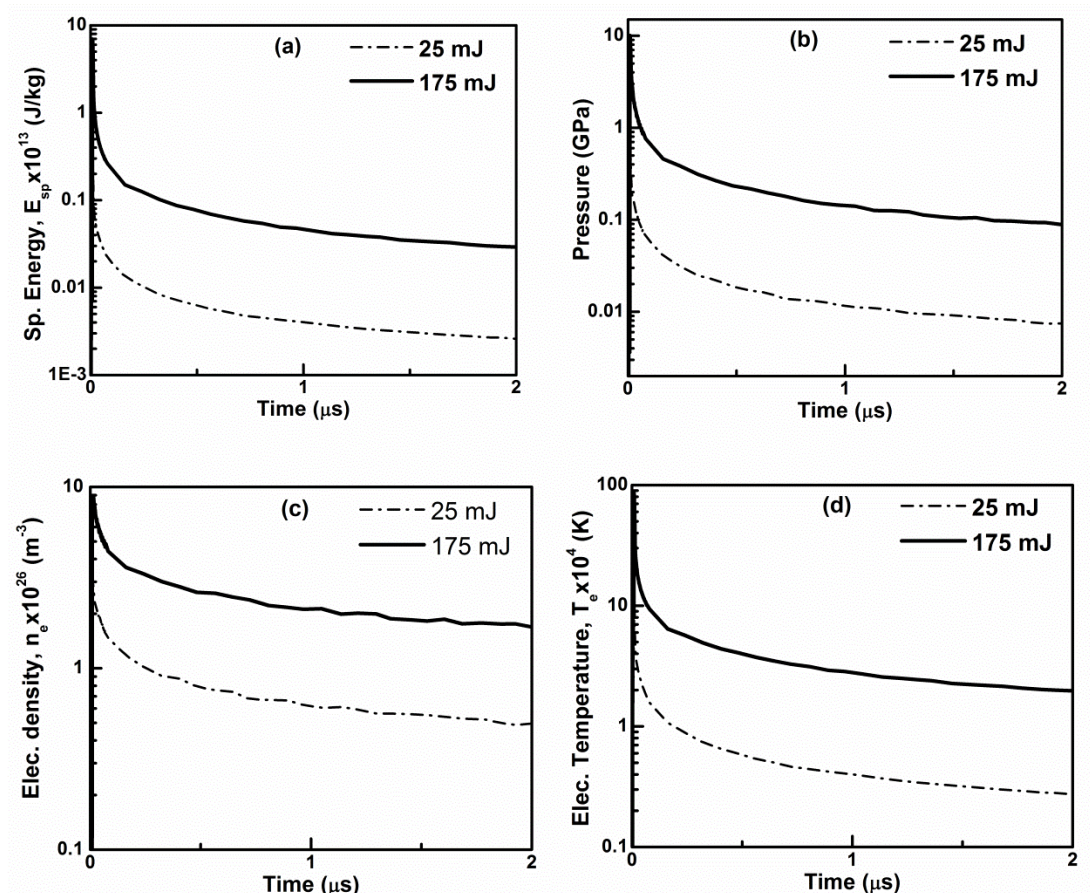 (a)
25 mJ
175 mJ
Sp. Energy, E_sp x10^13 (J/kg)
10
1
0.1
0.01
1E-3
0
1
2
Time (μs)
(b)
25 mJ
175 mJ
Pressure (GPa)
10
1
0.1
0.01
0
1
2
Time (μs)
(c)
25 mJ
175 mJ
Elec. density, n_e x10^26 (m^-3)
10
1
0.1
0
1
2
Time (μs)
(d)
25 mJ
175 mJ
Elec. Temperature, T_e x10^4 (K)
100
10
1
0.1
0
1
2
Time (μs)